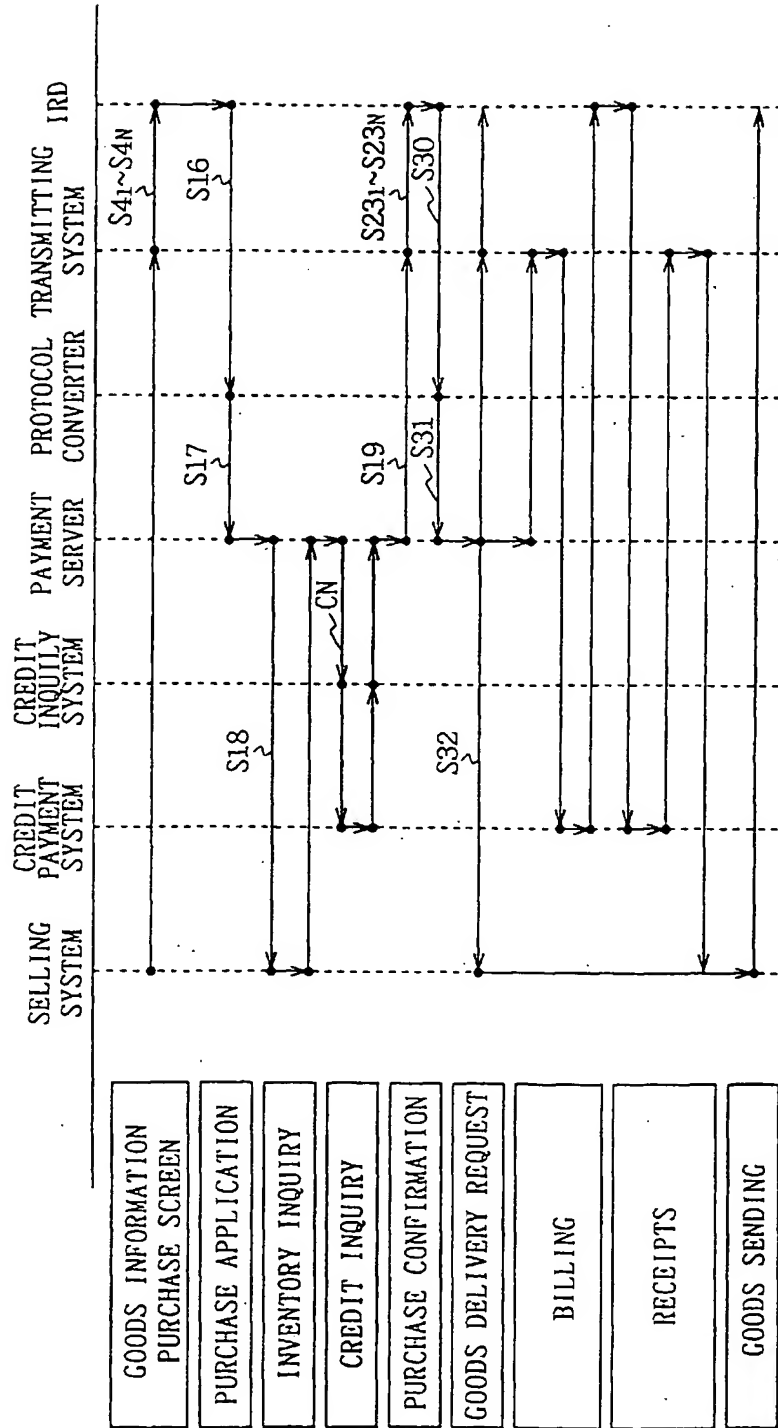 SELLING
SYSTEM
CREDIT
PAYMENT
SYSTEM
CREDIT
INQUILY
SYSTEM
PAYMENT
SERVER
PROTOCOL
CONVERTER
TRANSMITTING
SYSTEM
IRD
GOODS INFORMATION
PURCHASE SCREEN
S41~S4N
PURCHASE APPLICATION
S17
S16
INVENTORY INQUIRY
S18
CREDIT INQUIRY
CN
PURCHASE CONFIRMATION
S19
S231~S23N
S31
S30
GOODS DELIVERY REQUEST
S32
BILLING
RECEIPTS
GOODS SENDING